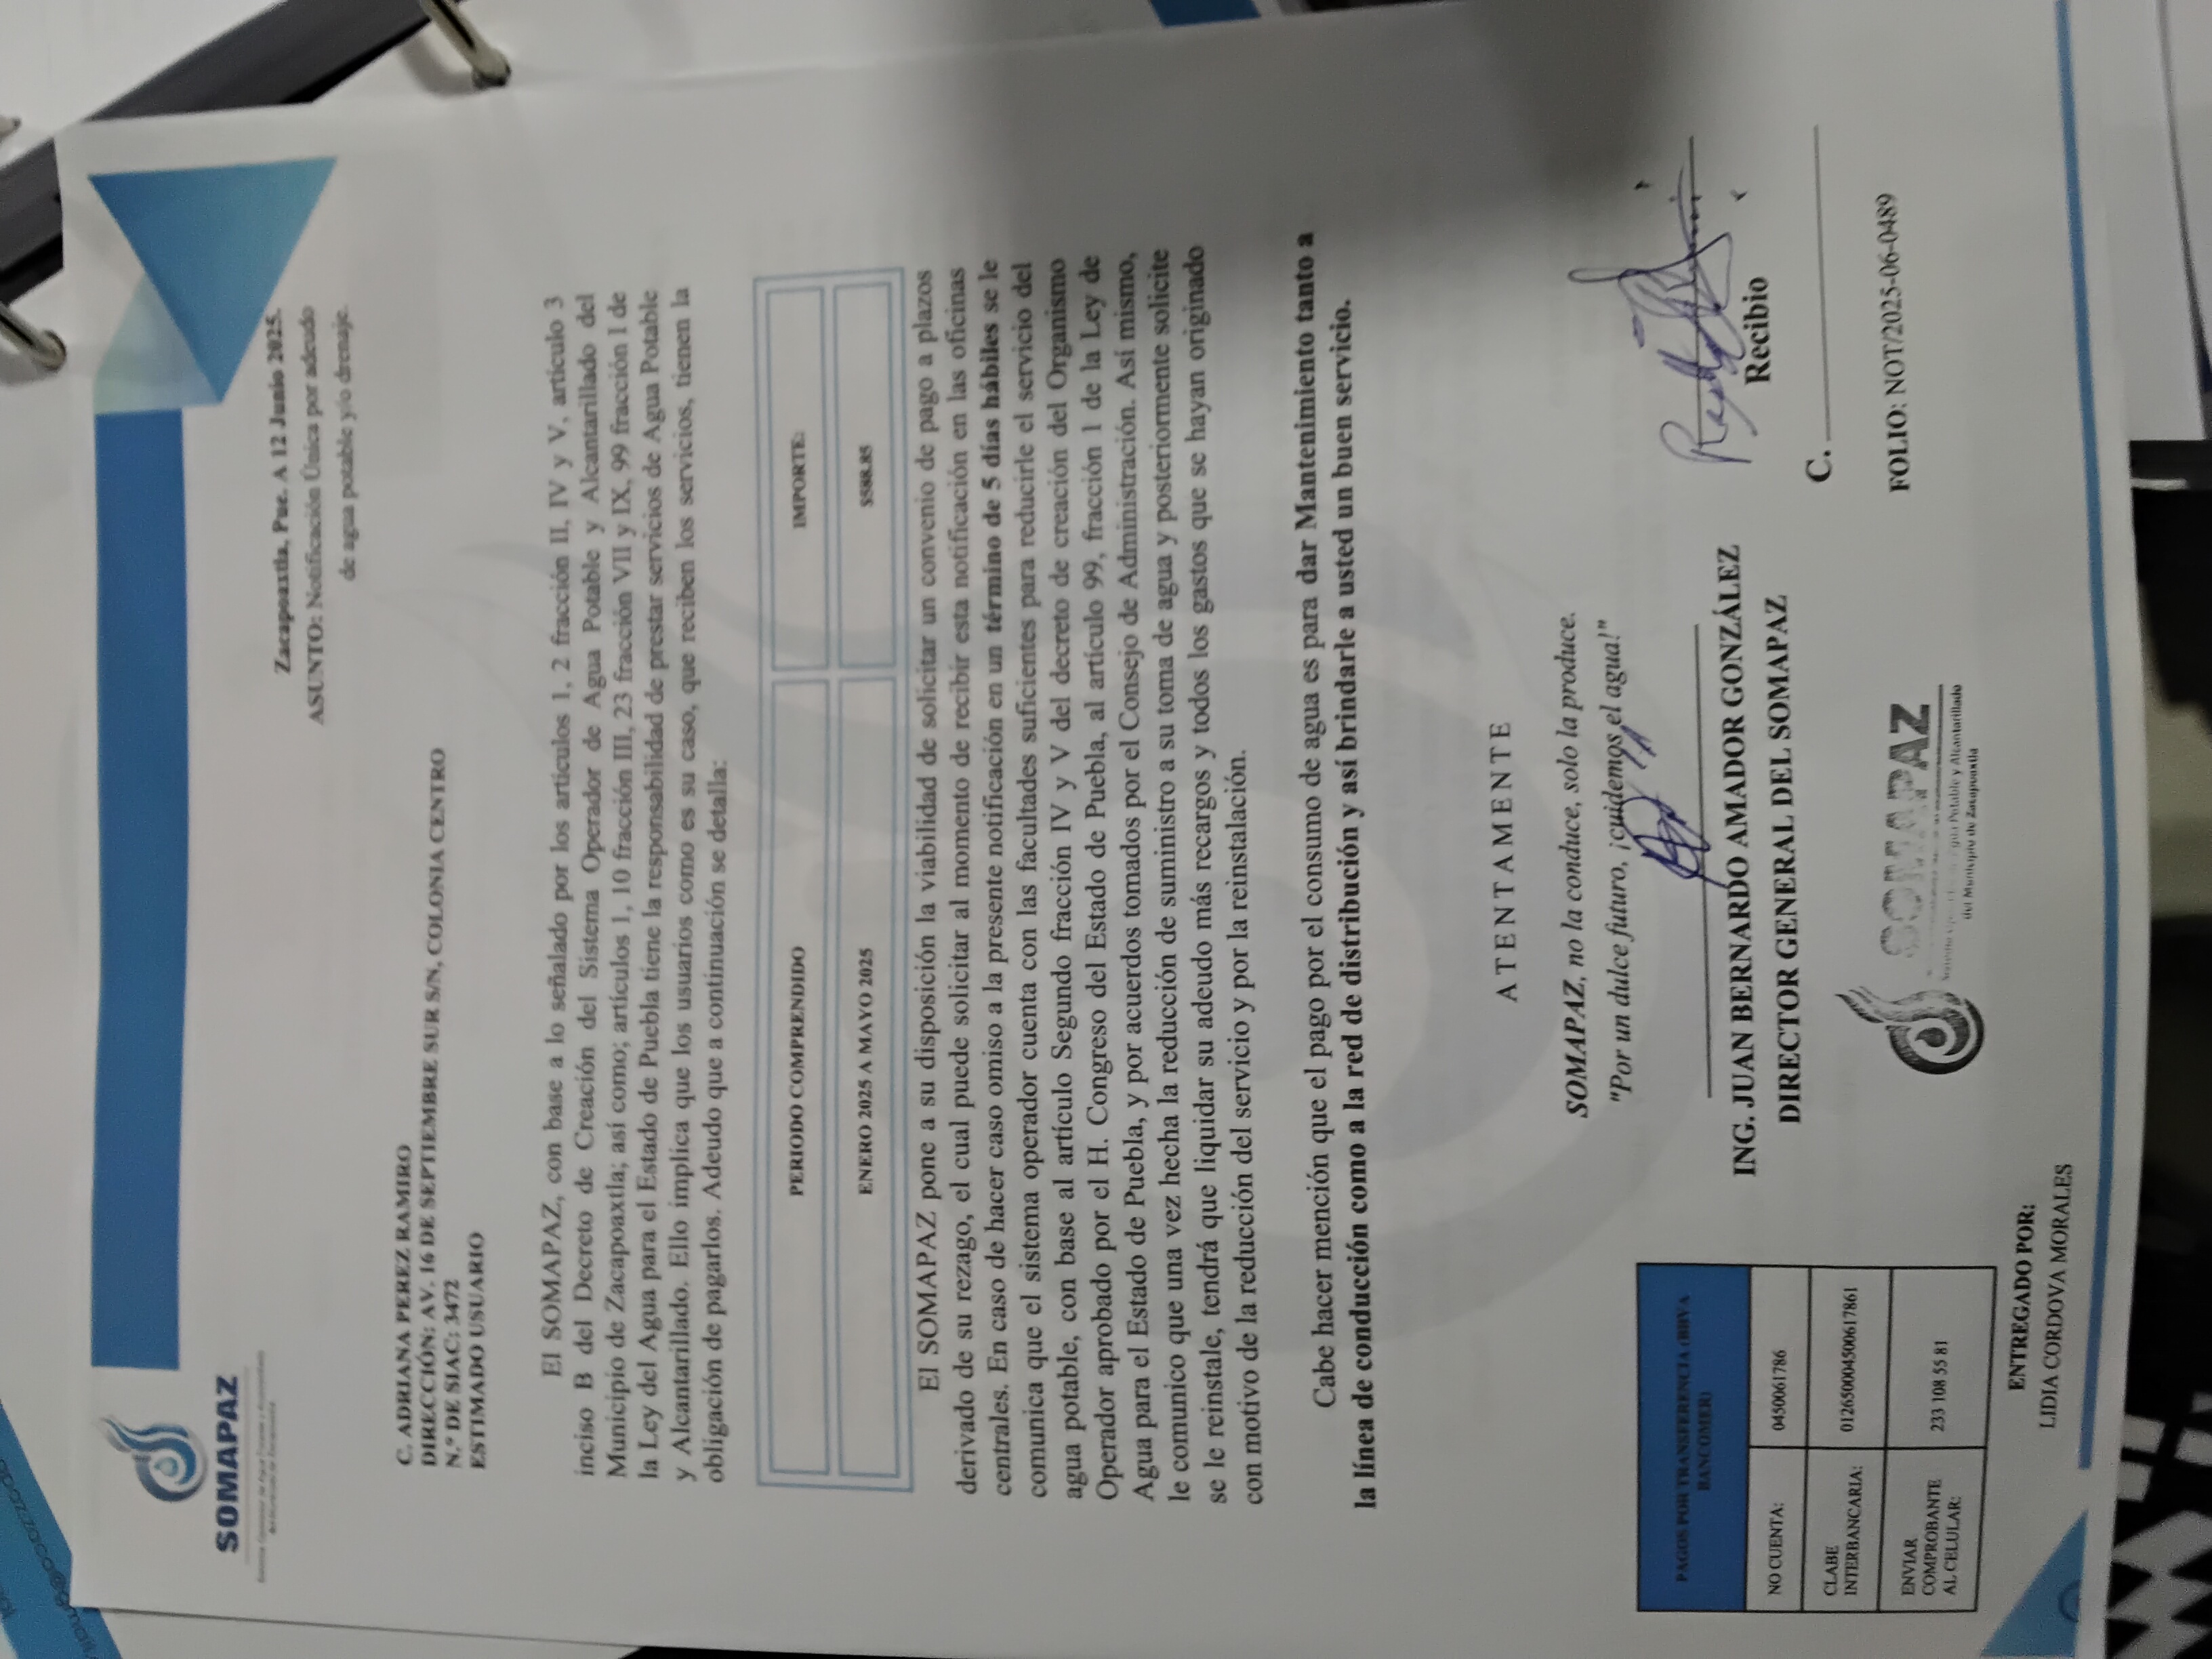 SOMAPAZ
Sistema Operador de Agua Potable y Alcantarillado
del Municipio de Zacapoaxtla
Zacapoaxtla, Pue. A 12 Junio 2025.
ASUNTO: Notificación Única por adeudo
de agua potable y/o drenaje.
C. ADRIANA PEREZ RAMIRO
DIRECCIÓN: AV. 16 DE SEPTIEMBRE SUR S/N, COLONIA CENTRO
N.º DE SIAC: 3472
ESTIMADO USUARIO
El SOMAPAZ, con base a lo señalado por los artículos 1, 2 fracción II, IV y V, artículo 3
inciso B del Decreto de Creación del Sistema Operador de Agua Potable y Alcantarillado del
Municipio de Zacapoaxtla; así como; artículos 1, 10 fracción III, 23 fracción VII y IX, 99 fracción I de
la Ley del Agua para el Estado de Puebla tiene la responsabilidad de prestar servicios de Agua Potable
y Alcantarillado. Ello implica que los usuarios como es su caso, que reciben los servicios, tienen la
obligación de pagarlos. Adeudo que a continuación se detalla:
PERIODO COMPRENDIDO IMPORTE:
ENERO 2025 A MAYO 2025 $588.85
El SOMAPAZ pone a su disposición la viabilidad de solicitar un convenio de pago a plazos
derivado de su rezago, el cual puede solicitar al momento de recibir esta notificación en las oficinas
centrales. En caso de hacer caso omiso a la presente notificación en un término de 5 días hábiles se le
comunica que el sistema operador cuenta con las facultades suficientes para reducirle el servicio del
agua potable, con base al artículo Segundo fracción IV y V del decreto de creación del Organismo
Operador aprobado por el H. Congreso del Estado de Puebla, al artículo 99, fracción 1 de la Ley de
Agua para el Estado de Puebla, y por acuerdos tomados por el Consejo de Administración. Así mismo,
le comunico que una vez hecha la reducción de suministro a su toma de agua y posteriormente solicite
se le reinstale, tendrá que liquidar su adeudo más recargos y todos los gastos que se hayan originado
con motivo de la reducción del servicio y por la reinstalación.
Cabe hacer mención que el pago por el consumo de agua es para dar Mantenimiento tanto a
la línea de conducción como a la red de distribución y así brindarle a usted un buen servicio.
ATENTAMENTE
SOMAPAZ, no la conduce, solo la produce.
"Por un dulce futuro, ¡cuidemos el agua!"
ING. JUAN BERNARDO AMADOR GONZÁLEZ
DIRECTOR GENERAL DEL SOMAPAZ
Recibio
C.
FOLIO: NOT/2025-06-0489
PAGOS POR TRANSFERENCIA (BBVA
BANCOMER)
NO CUENTA: 0450061786
CLABE
INTERBANCARIA: 012650004500617861
ENVIAR
COMPROBANTE
AL CELULAR: 233 108 55 81
SOMAPAZ
Agua Potable y Alcantarillado
del Municipio de Zacapoaxtla
ENTREGADO POR:
LIDIA CORDOVA MORALES